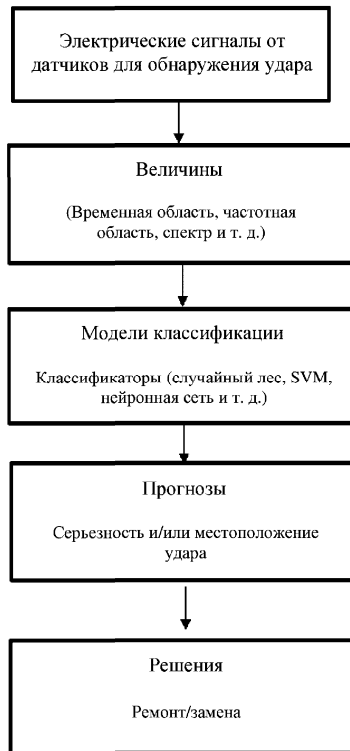 Электрические сигналы от
датчиков для обнаружения удара
Величины
(Временная область, частотная
область, спектр и т. д.)
Модели классификации
Классификаторы (случайный лес, SVM,
нейронная сеть и т. д.)
Прогнозы
Серьезность и/или местоположение
удара
Решения
Ремонт/замена